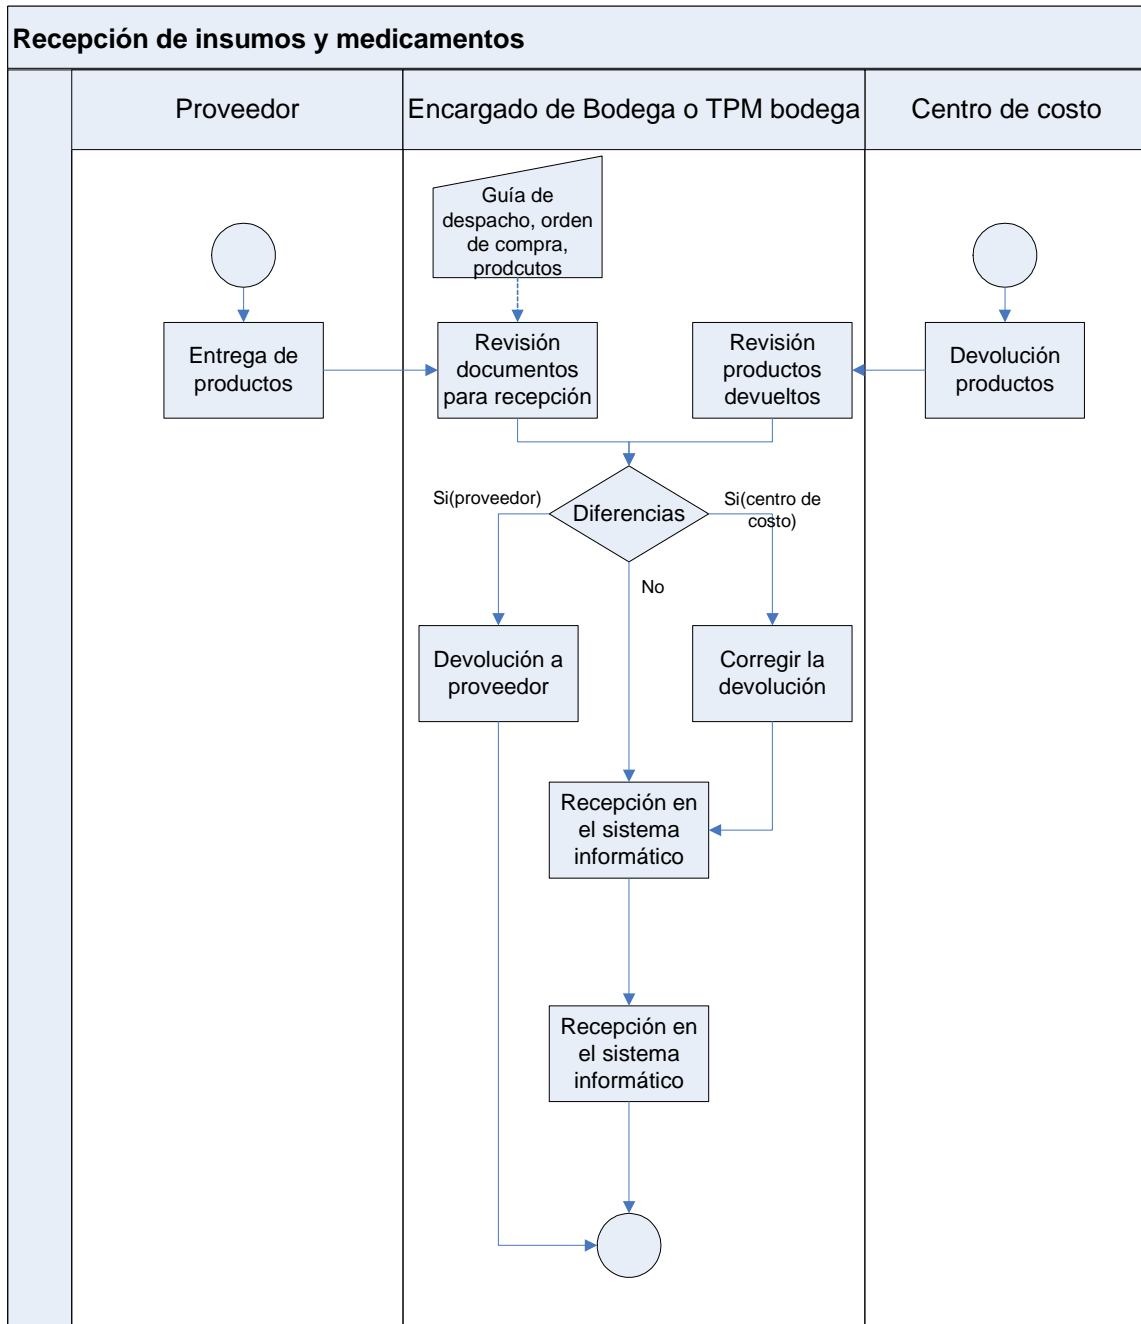 Recepción de insumos y medicamentos
Proveedor
Encargado de Bodega o TPM bodega
Centro de costo
Guía de
despacho, orden
de compra,
prodcutos
Entrega de
productos
Revisión
documentos
para recepción
Revisión
productos
devueltos
Devolución
productos
Si(proveedor)
Diferencias
Si(centro de
costo)
No
Devolución a
proveedor
Corregir la
devolución
Recepción en
el sistema
informático
Recepción en
el sistema
informático